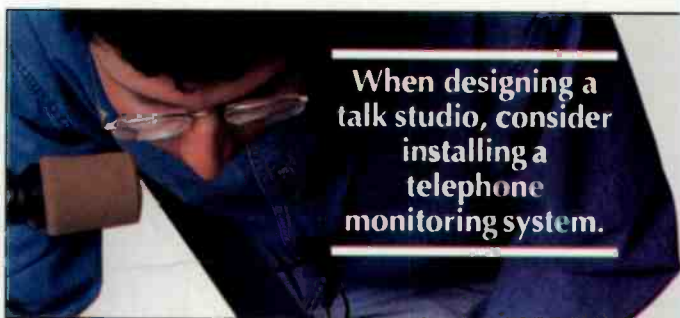 When designing a
talk studio, consider
installing a
telephone
monitoring system.